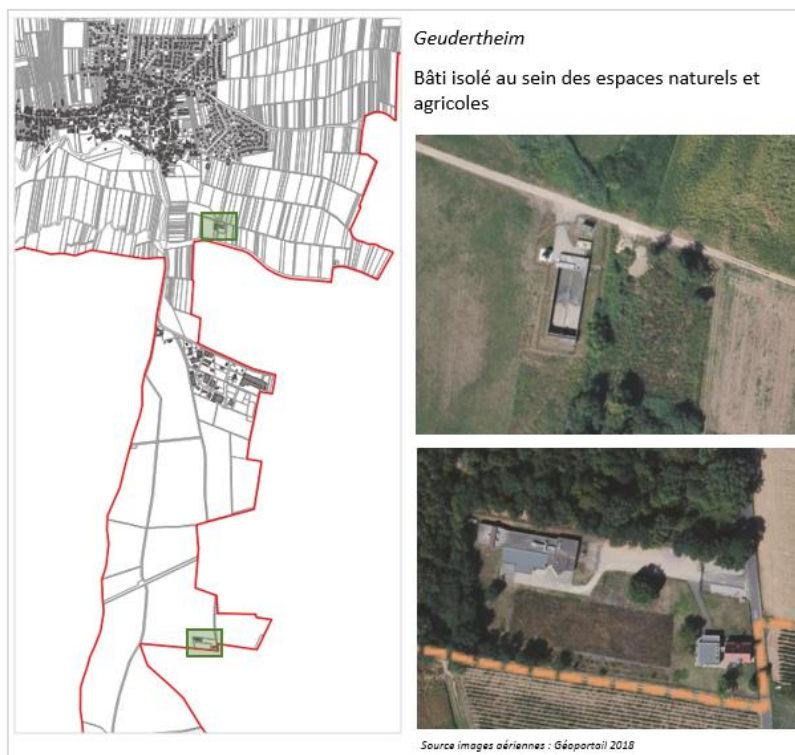 Geudertheim
Bâti isolé au sein des espaces naturels et
agricoles
Source images aériennes : Géoportail 2018